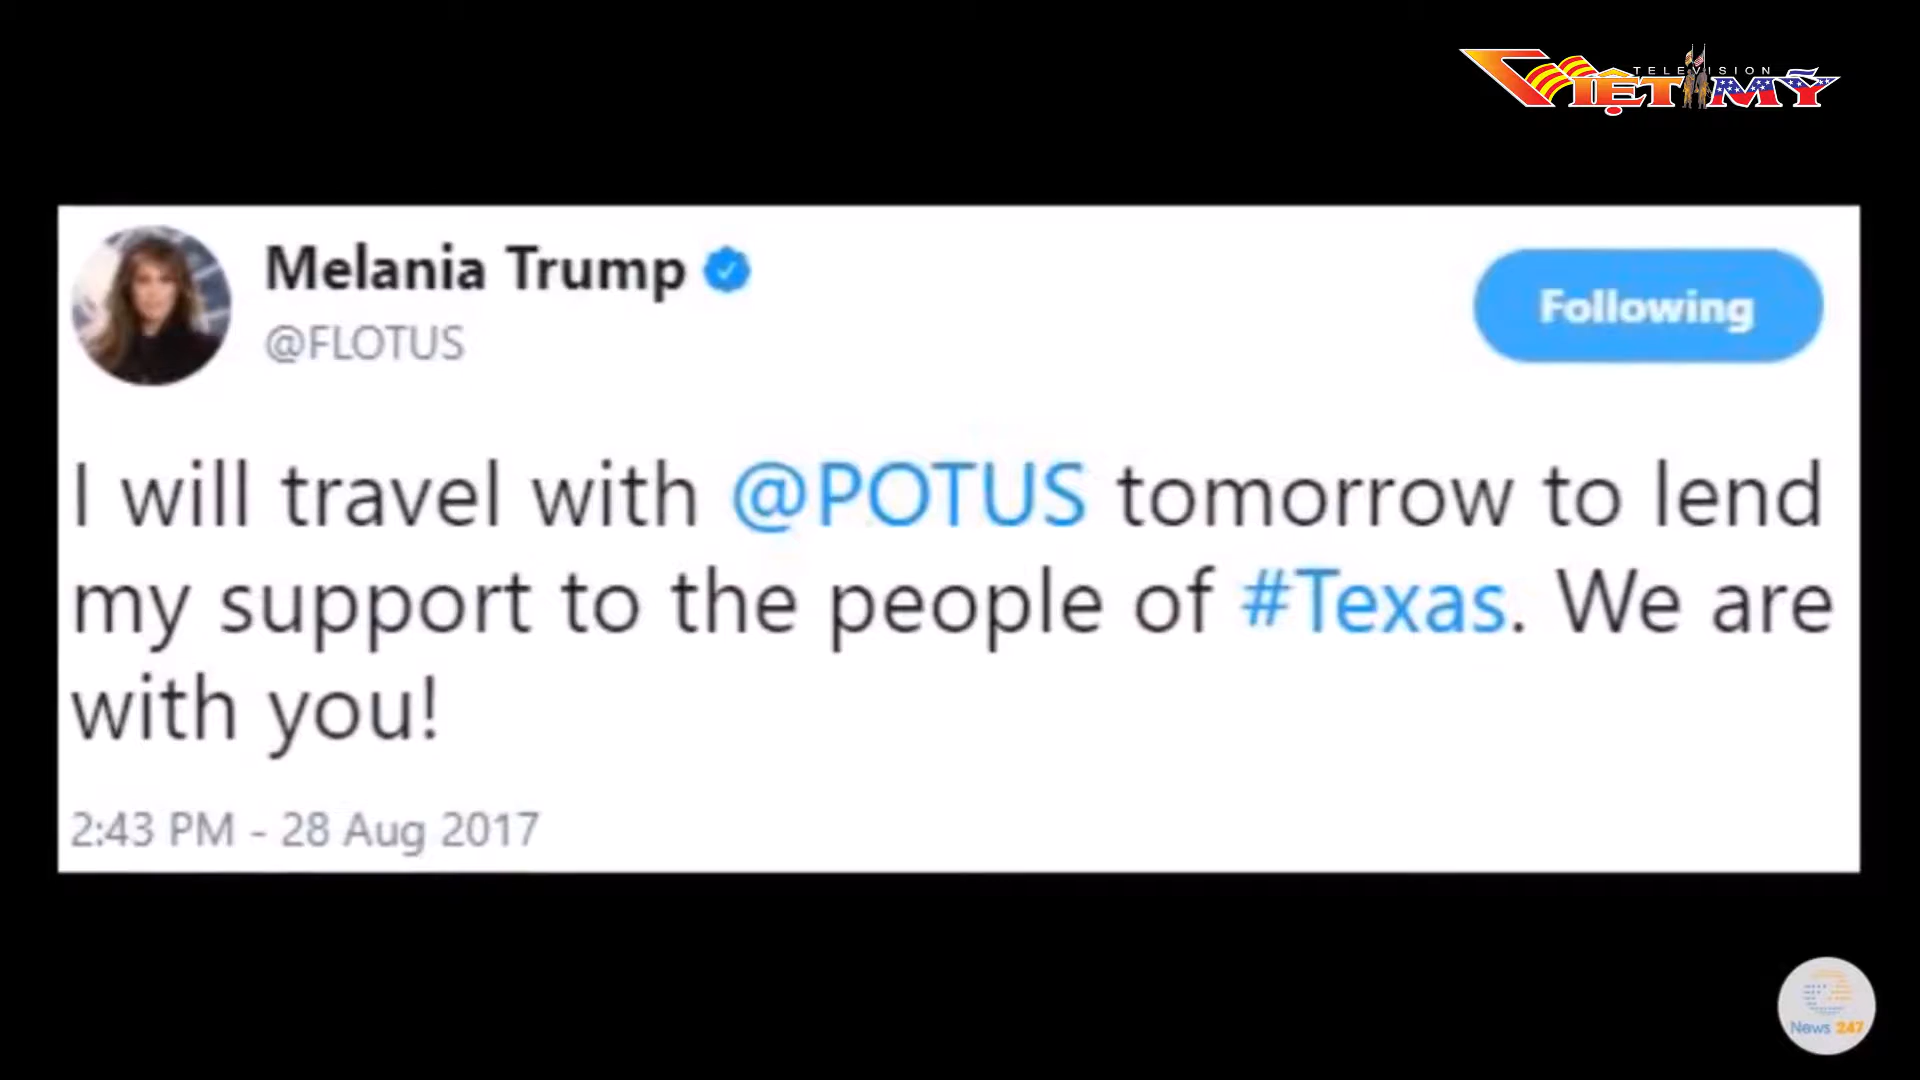 TELEVISION
VIỆT MỸ
Melania Trump
@FLOTUS
Following
I will travel with @POTUS tomorrow to lend
my support to the people of #Texas. We are
with you!
2:43 PM - 28 Aug 2017
News 247